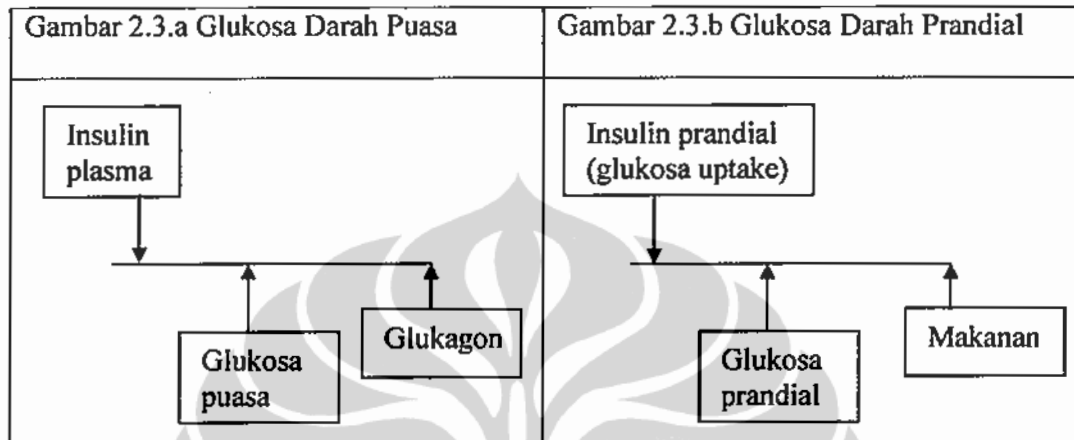 Gambar 2.3.a Glukosa Darah Puasa
Gambar 2.3.b Glukosa Darah Prandial
Insulin
plasma
Glukosa
puasa
Glukagon
Insulin prandial
(glukosa uptake)
Glukosa
prandial
Makanan